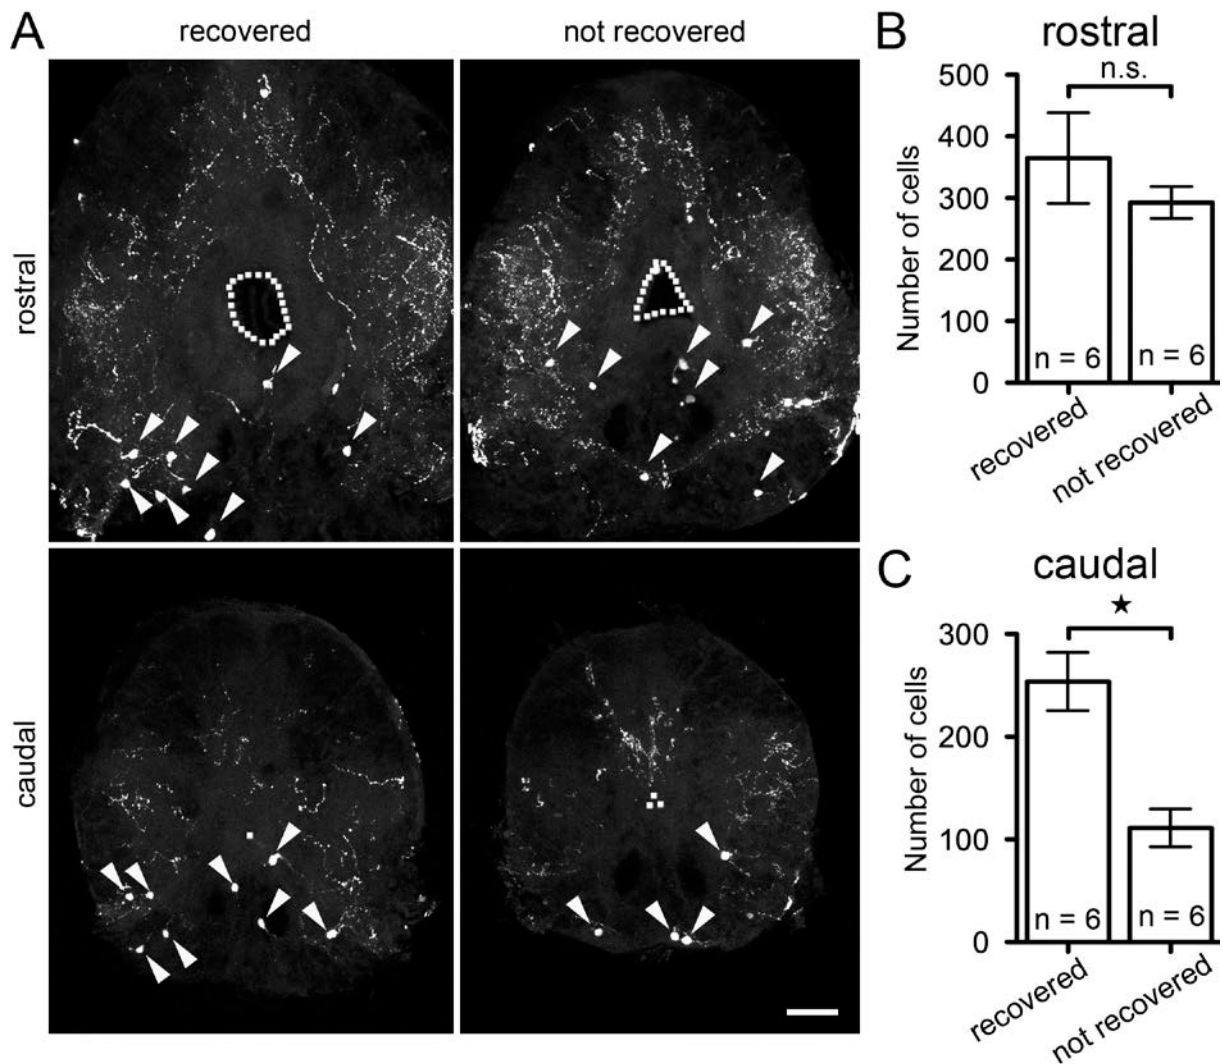 A
recovered
not recovered
rostral
caudal
B
rostral
n.s.
500
400
300
200
100
0
Number of cells
n = 6
n = 6
recovered
not recovered
C
caudal
★
300
200
100
0
Number of cells
n = 6
n = 6
recovered
not recovered